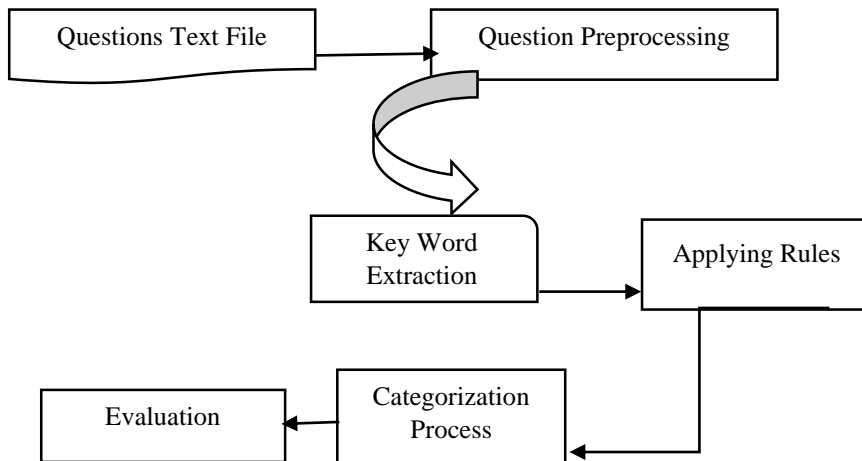 Questions Text File
Question Preprocessing
Key Word
Extraction
Applying Rules
Categorization
Process
Evaluation